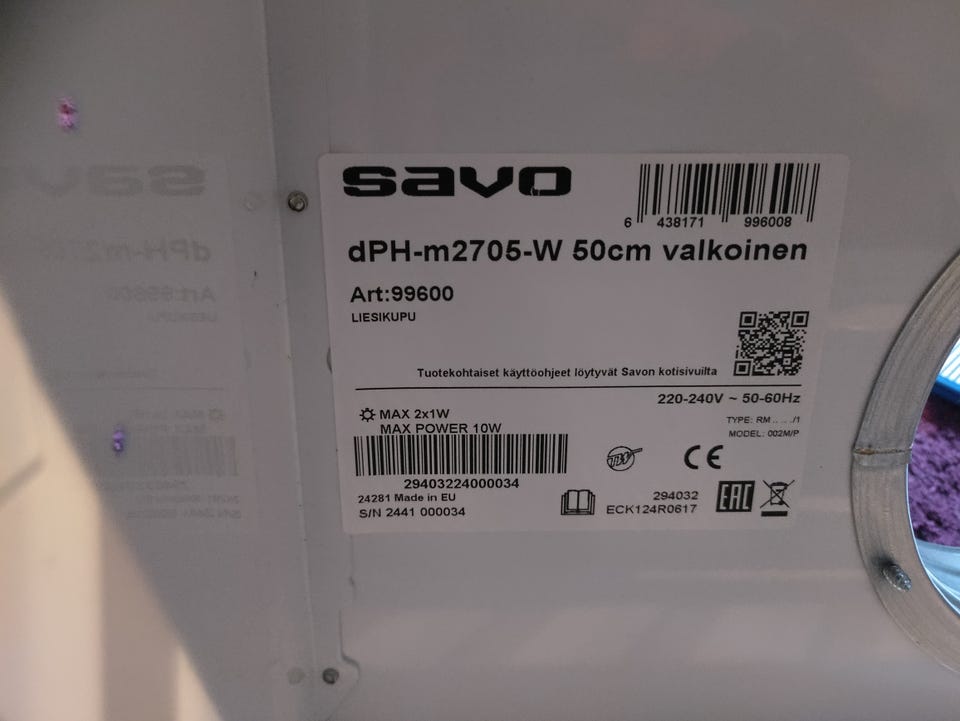 savo
6 438171 996008
dPH-m2705-W 50cm valkoinen
Art:99600
LIESIKUPU
Tuotekohtaiset käyttöohjeet löytyvät Savon kotisivuilta
220-240V ~ 50-60Hz
MAX 2x1W
MAX POWER 10W
TYPE: RM .. .. ../1
MODEL: 002M/P
29403224000034
24281 Made in EU
S/N 2441 000034
294032
ECK124R0617
CE
EAC